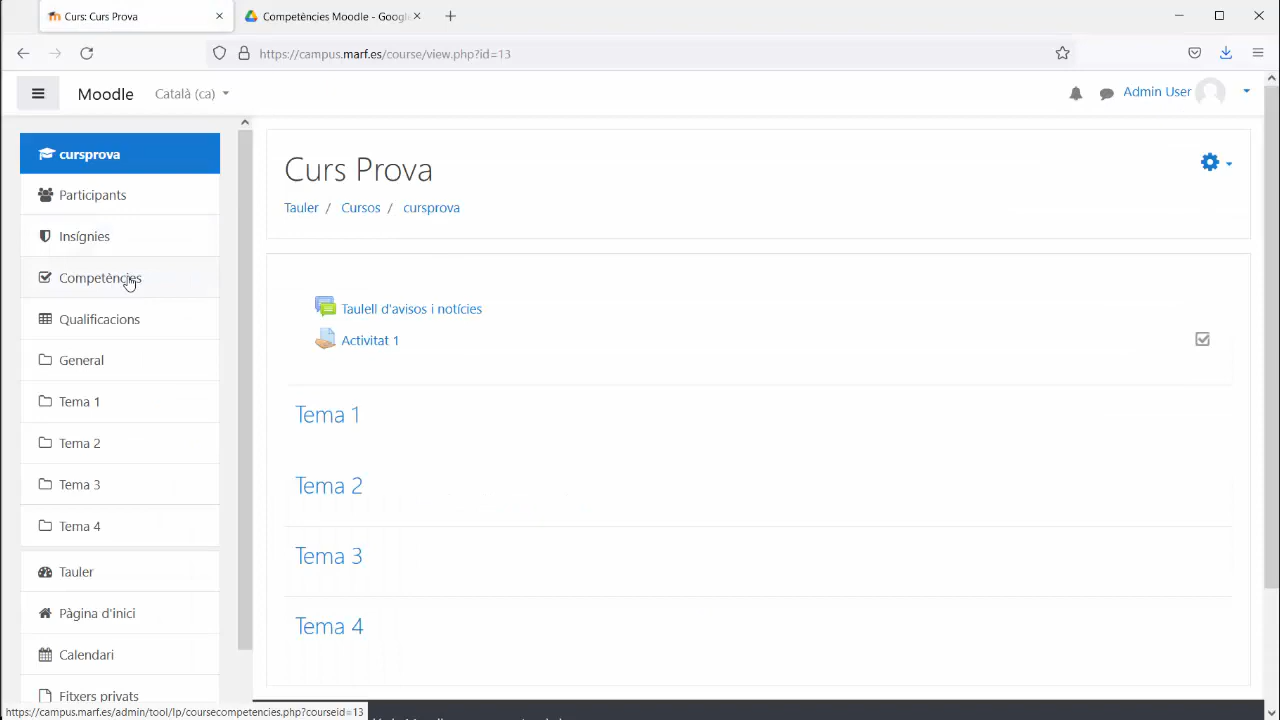 Curs: Curs Prova
Competències Moodle - Google
https://campus.marf.es/course/view.php?id=13
Moodle
Català (ca)
Admin User
cursprova
Participants
Insígnies
Competències
Qualificacions
General
Tema 1
Tema 2
Tema 3
Tema 4
Tauler
Pàgina d'inici
Calendari
Fitxers privats
Curs Prova
Tauler / Cursos / cursprova
Taulell d'avisos i notícies
Activitat 1
Tema 1
Tema 2
Tema 3
Tema 4
https://campus.marf.es/admin/tool/lp/coursecompetencies.php?courseid=13